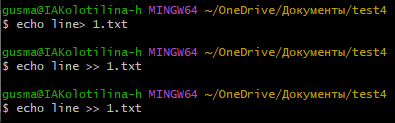 gusma@IAKolotilina-h MINGW64 ~/OneDrive/Документы/test4
$ echo line> 1.txt
gusma@IAKolotilina-h MINGW64 ~/OneDrive/Документы/test4
$ echo line >> 1.txt
gusma@IAKolotilina-h MINGW64 ~/OneDrive/Документы/test4
$ echo line >> 1.txt